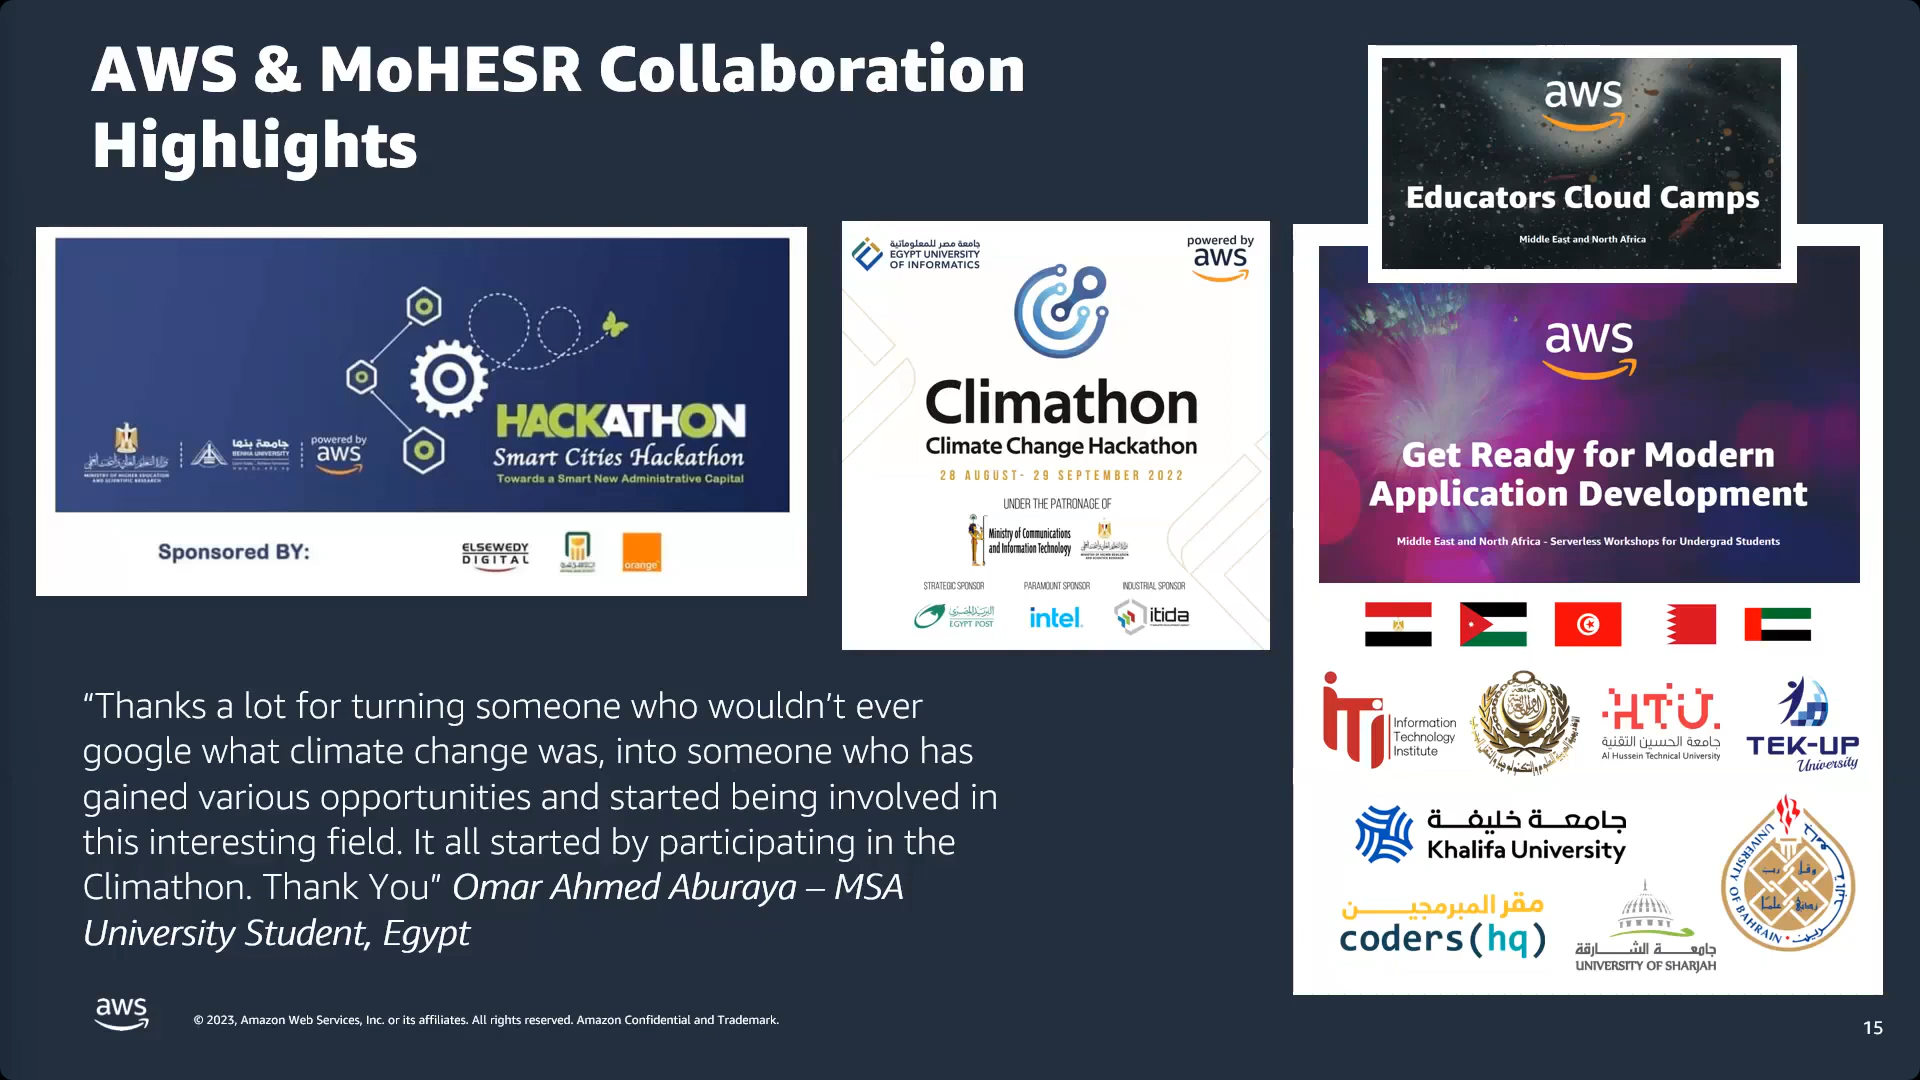 AWS & MoHESR Collaboration
Highlights
aws
Educators Cloud Camps
Middle East and North Africa
جامعة بنها
BENHA UNIVERSITY
powered by
aws
MINISTRY OF HIGHER EDUCATION
AND SCIENTIFIC RESEARCH
HACKATHON
Smart Cities Hackathon
Towards a Smart New Administrative Capital
Sponsored BY:
ELSEWEDY
DIGITAL
orange
جامعة مصر للمعلوماتية
EGYPT UNIVERSITY
OF INFORMATICS
powered by
aws
Climathon
Climate Change Hackathon
28 AUGUST- 29 SEPTEMBER 2022
UNDER THE PATRONAGE OF
Ministry of Communications
and Information Technology
STRATEGIC SPONSOR
PARAMOUNT SPONSOR
INDUSTRIAL SPONSOR
البريد المصري
EGYPT POST
intel.
itida
aws
Get Ready for Modern
Application Development
Middle East and North Africa - Serverless Workshops for Undergrad Students
iTi
Information
Technology
Institute
HTU
جامعة الحسين التقنية
Al Hussein Technical University
TEK-UP
University
جامعة خليفة
Khalifa University
UNIVERSITY OF BAHRAIN
مقر المبرمجين
coders(hq)
جامعة الشارقة
UNIVERSITY OF SHARJAH
“Thanks a lot for turning someone who wouldn’t ever
google what climate change was, into someone who has
gained various opportunities and started being involved in
this interesting field. It all started by participating in the
Climathon. Thank You” Omar Ahmed Aburaya – MSA
University Student, Egypt
aws
© 2023, Amazon Web Services, Inc. or its affiliates. All rights reserved. Amazon Confidential and Trademark.
15